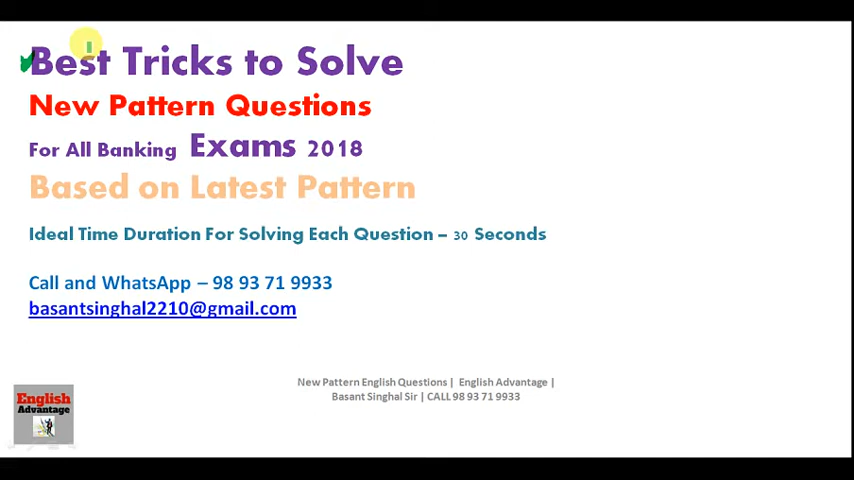 Best Tricks to Solve
New Pattern Questions
For All Banking Exams 2018
Based on Latest Pattern
Ideal Time Duration For Solving Each Question – 30 Seconds
Call and WhatsApp – 98 93 71 9933
basantsinghal2210@gmail.com
New Pattern English Questions | English Advantage |
Basant Singhal Sir | CALL 98 93 71 9933
English
Advantage